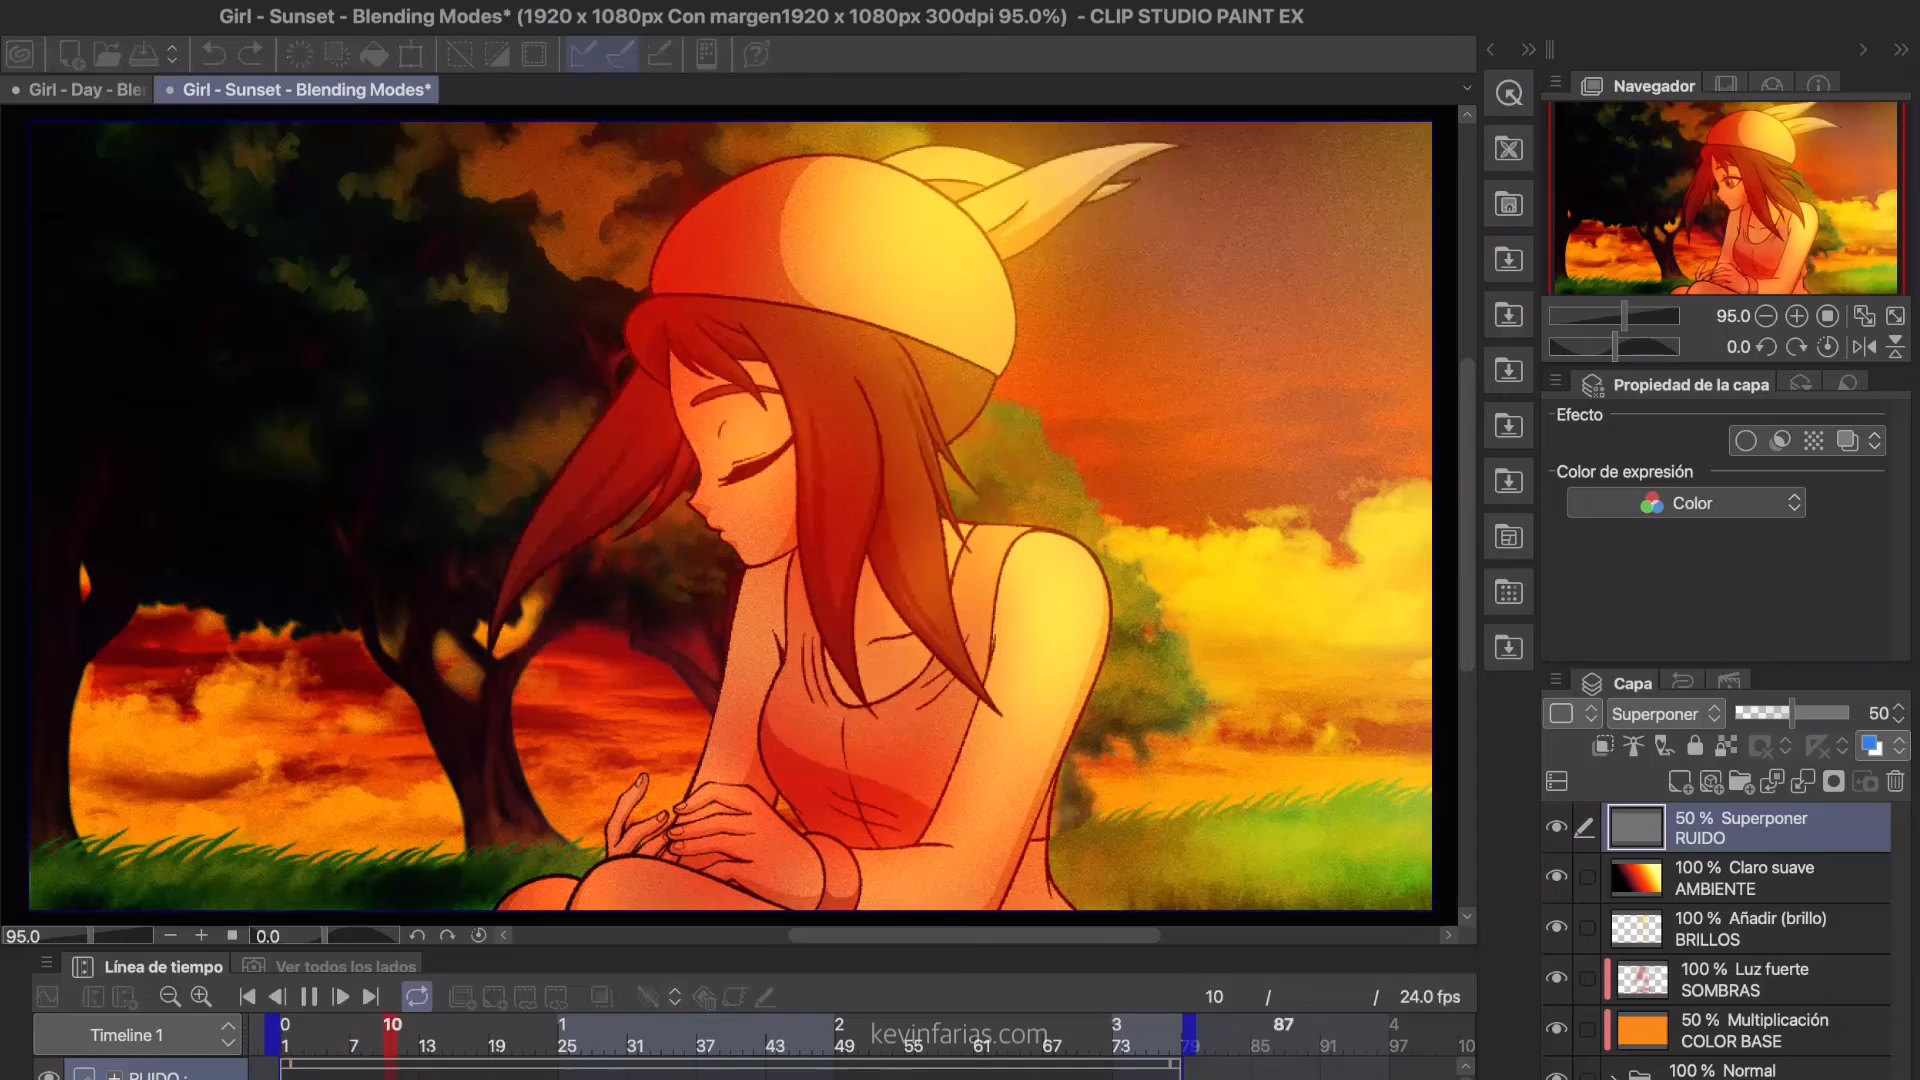 Girl - Sunset - Blending Modes* (1920 x 1080px Con margen1920 x 1080px 300dpi 95.0%) - CLIP STUDIO PAINT EX
Girl - Day - Ble
Girl - Sunset - Blending Modes*
Navegador
95.0
0.0
Propiedad de la capa
Efecto
Color de expresión
Color
Capa
Superponer
50
50 % Superponer
RUIDO
100 % Claro suave
AMBIENTE
100 % Añadir (brillo)
BRILLOS
100 % Luz fuerte
SOMBRAS
50 % Multiplicación
COLOR BASE
100 % Normal
95.0
0.0
Línea de tiempo
Ver todos los lados
10 / / 24.0 fps
Timeline 1
0 10 1 2 3 87 4
1 7 13 19 25 31 37 43 49 55 61 67 73 79 85 91 97 10
kevinfarias.com
RUIDO :